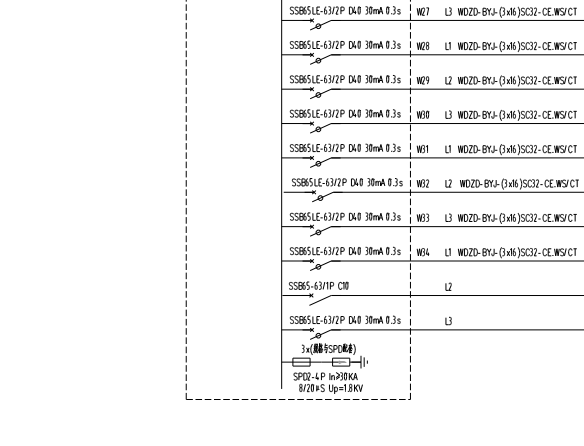 SSB65LE-63/2P D40 30mA 0.3s W27 L3 WDZD-BYJ-(3x16)SC32-CE.WS/CT
SSB65LE-63/2P D40 30mA 0.3s W28 L1 WDZD-BYJ-(3x16)SC32-CE.WS/CT
SSB65LE-63/2P D40 30mA 0.3s W29 L2 WDZD-BYJ-(3x16)SC32-CE.WS/CT
SSB65LE-63/2P D40 30mA 0.3s W30 L3 WDZD-BYJ-(3x16)SC32-CE.WS/CT
SSB65LE-63/2P D40 30mA 0.3s W31 L1 WDZD-BYJ-(3x16)SC32-CE.WS/CT
SSB65LE-63/2P D40 30mA 0.3s W32 L2 WDZD-BYJ-(3x16)SC32-CE.WS/CT
SSB65LE-63/2P D40 30mA 0.3s W33 L3 WDZD-BYJ-(3x16)SC32-CE.WS/CT
SSB65LE-63/2P D40 30mA 0.3s W34 L1 WDZD-BYJ-(3x16)SC32-CE.WS/CT
SSB65-63/1P C10 L2
SSB65LE-63/2P D40 30mA 0.3s L3
3x( 与SPD )
SPD2-4P In≥30KA
8/20μS Up=1.8KV